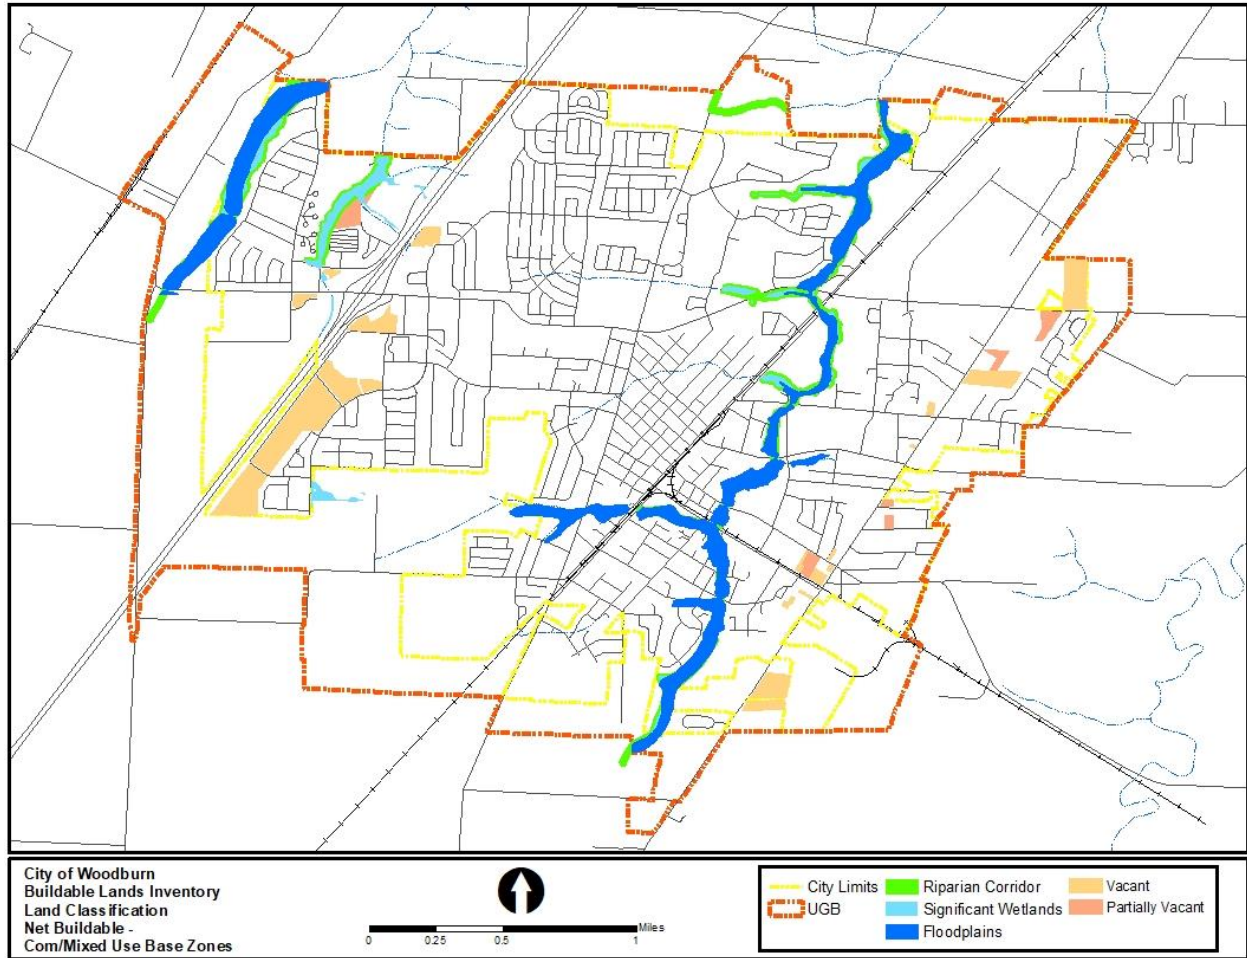 City of Woodburn
Buildable Lands Inventory
Land Classification
Net Buildable -
Com/Mixed Use Base Zones
0 0.25 0.5 1 Miles
City Limits
UGB
Riparian Corridor
Significant Wetlands
Floodplains
Vacant
Partially Vacant